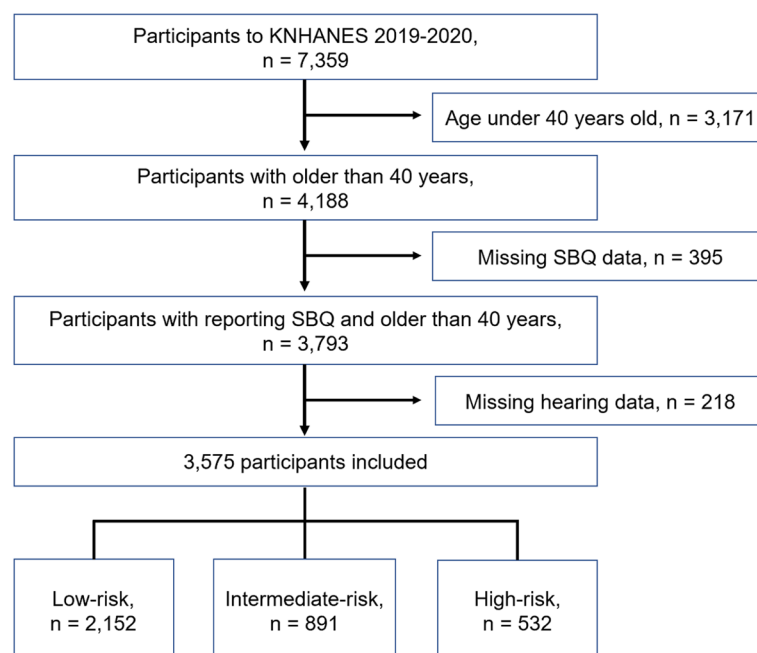 Participants to KNHANES 2019-2020,
n = 7,359
Age under 40 years old, n = 3,171
Participants with older than 40 years,
n = 4,188
Missing SBQ data, n = 395
Participants with reporting SBQ and older than 40 years,
n = 3,793
Missing hearing data, n = 218
3,575 participants included
Low-risk,
n = 2,152
Intermediate-risk,
n = 891
High-risk,
n = 532